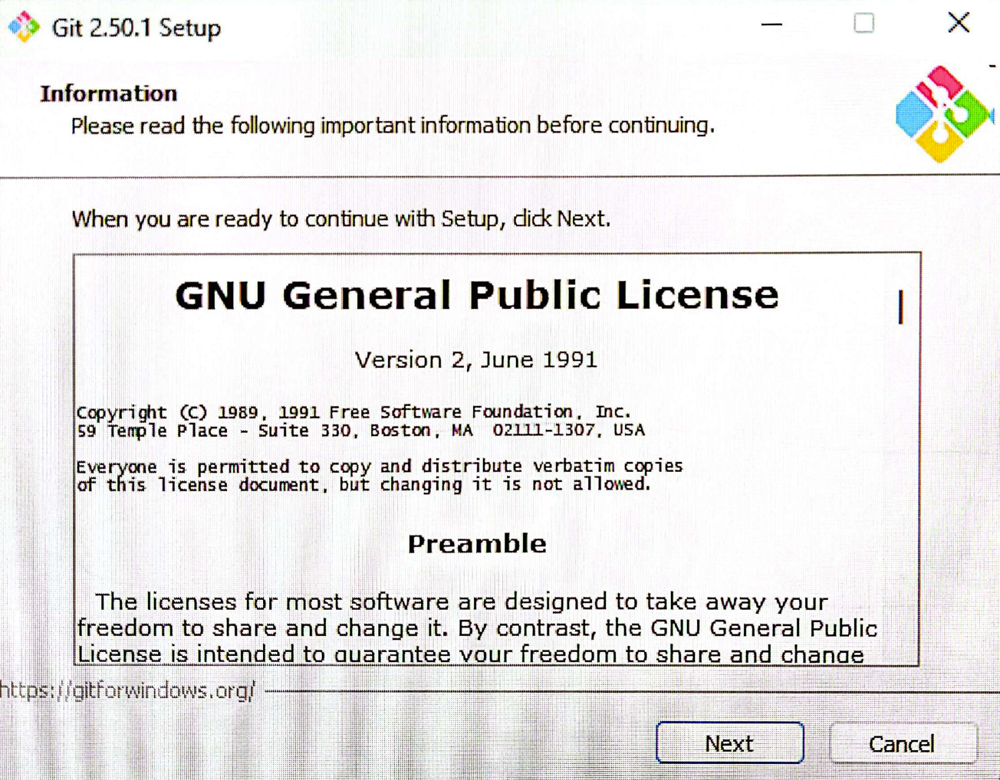 Git 2.50.1 Setup
Information
Please read the following important information before continuing.
When you are ready to continue with Setup, click Next.
GNU General Public License
Version 2, June 1991
Copyright (C) 1989, 1991 Free Software Foundation, Inc.
59 Temple Place - Suite 330, Boston, MA  02111-1307, USA
Everyone is permitted to copy and distribute verbatim copies
of this license document, but changing it is not allowed.
Preamble
The licenses for most software are designed to take away your
freedom to share and change it. By contrast, the GNU General Public
License is intended to guarantee your freedom to share and change
https://gitforwindows.org/
Next
Cancel